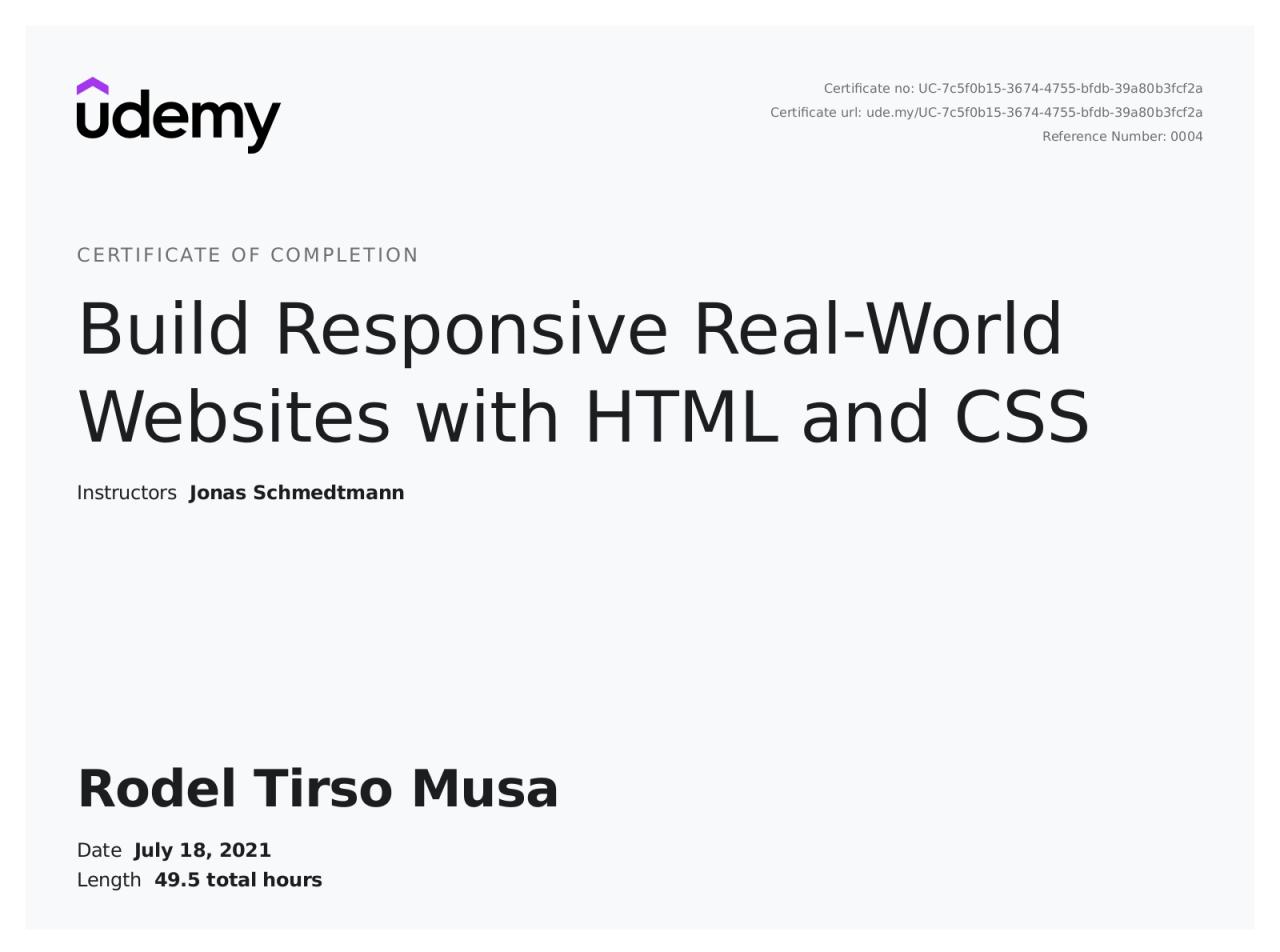 udemy
Certificate no: UC-7c5f0b15-3674-4755-bfdb-39a80b3fcf2a
Certificate url: ude.my/UC-7c5f0b15-3674-4755-bfdb-39a80b3fcf2a
Reference Number: 0004
CERTIFICATE OF COMPLETION
Build Responsive Real-World
Websites with HTML and CSS
Instructors Jonas Schmedtmann
Rodel Tirso Musa
Date July 18, 2021
Length 49.5 total hours